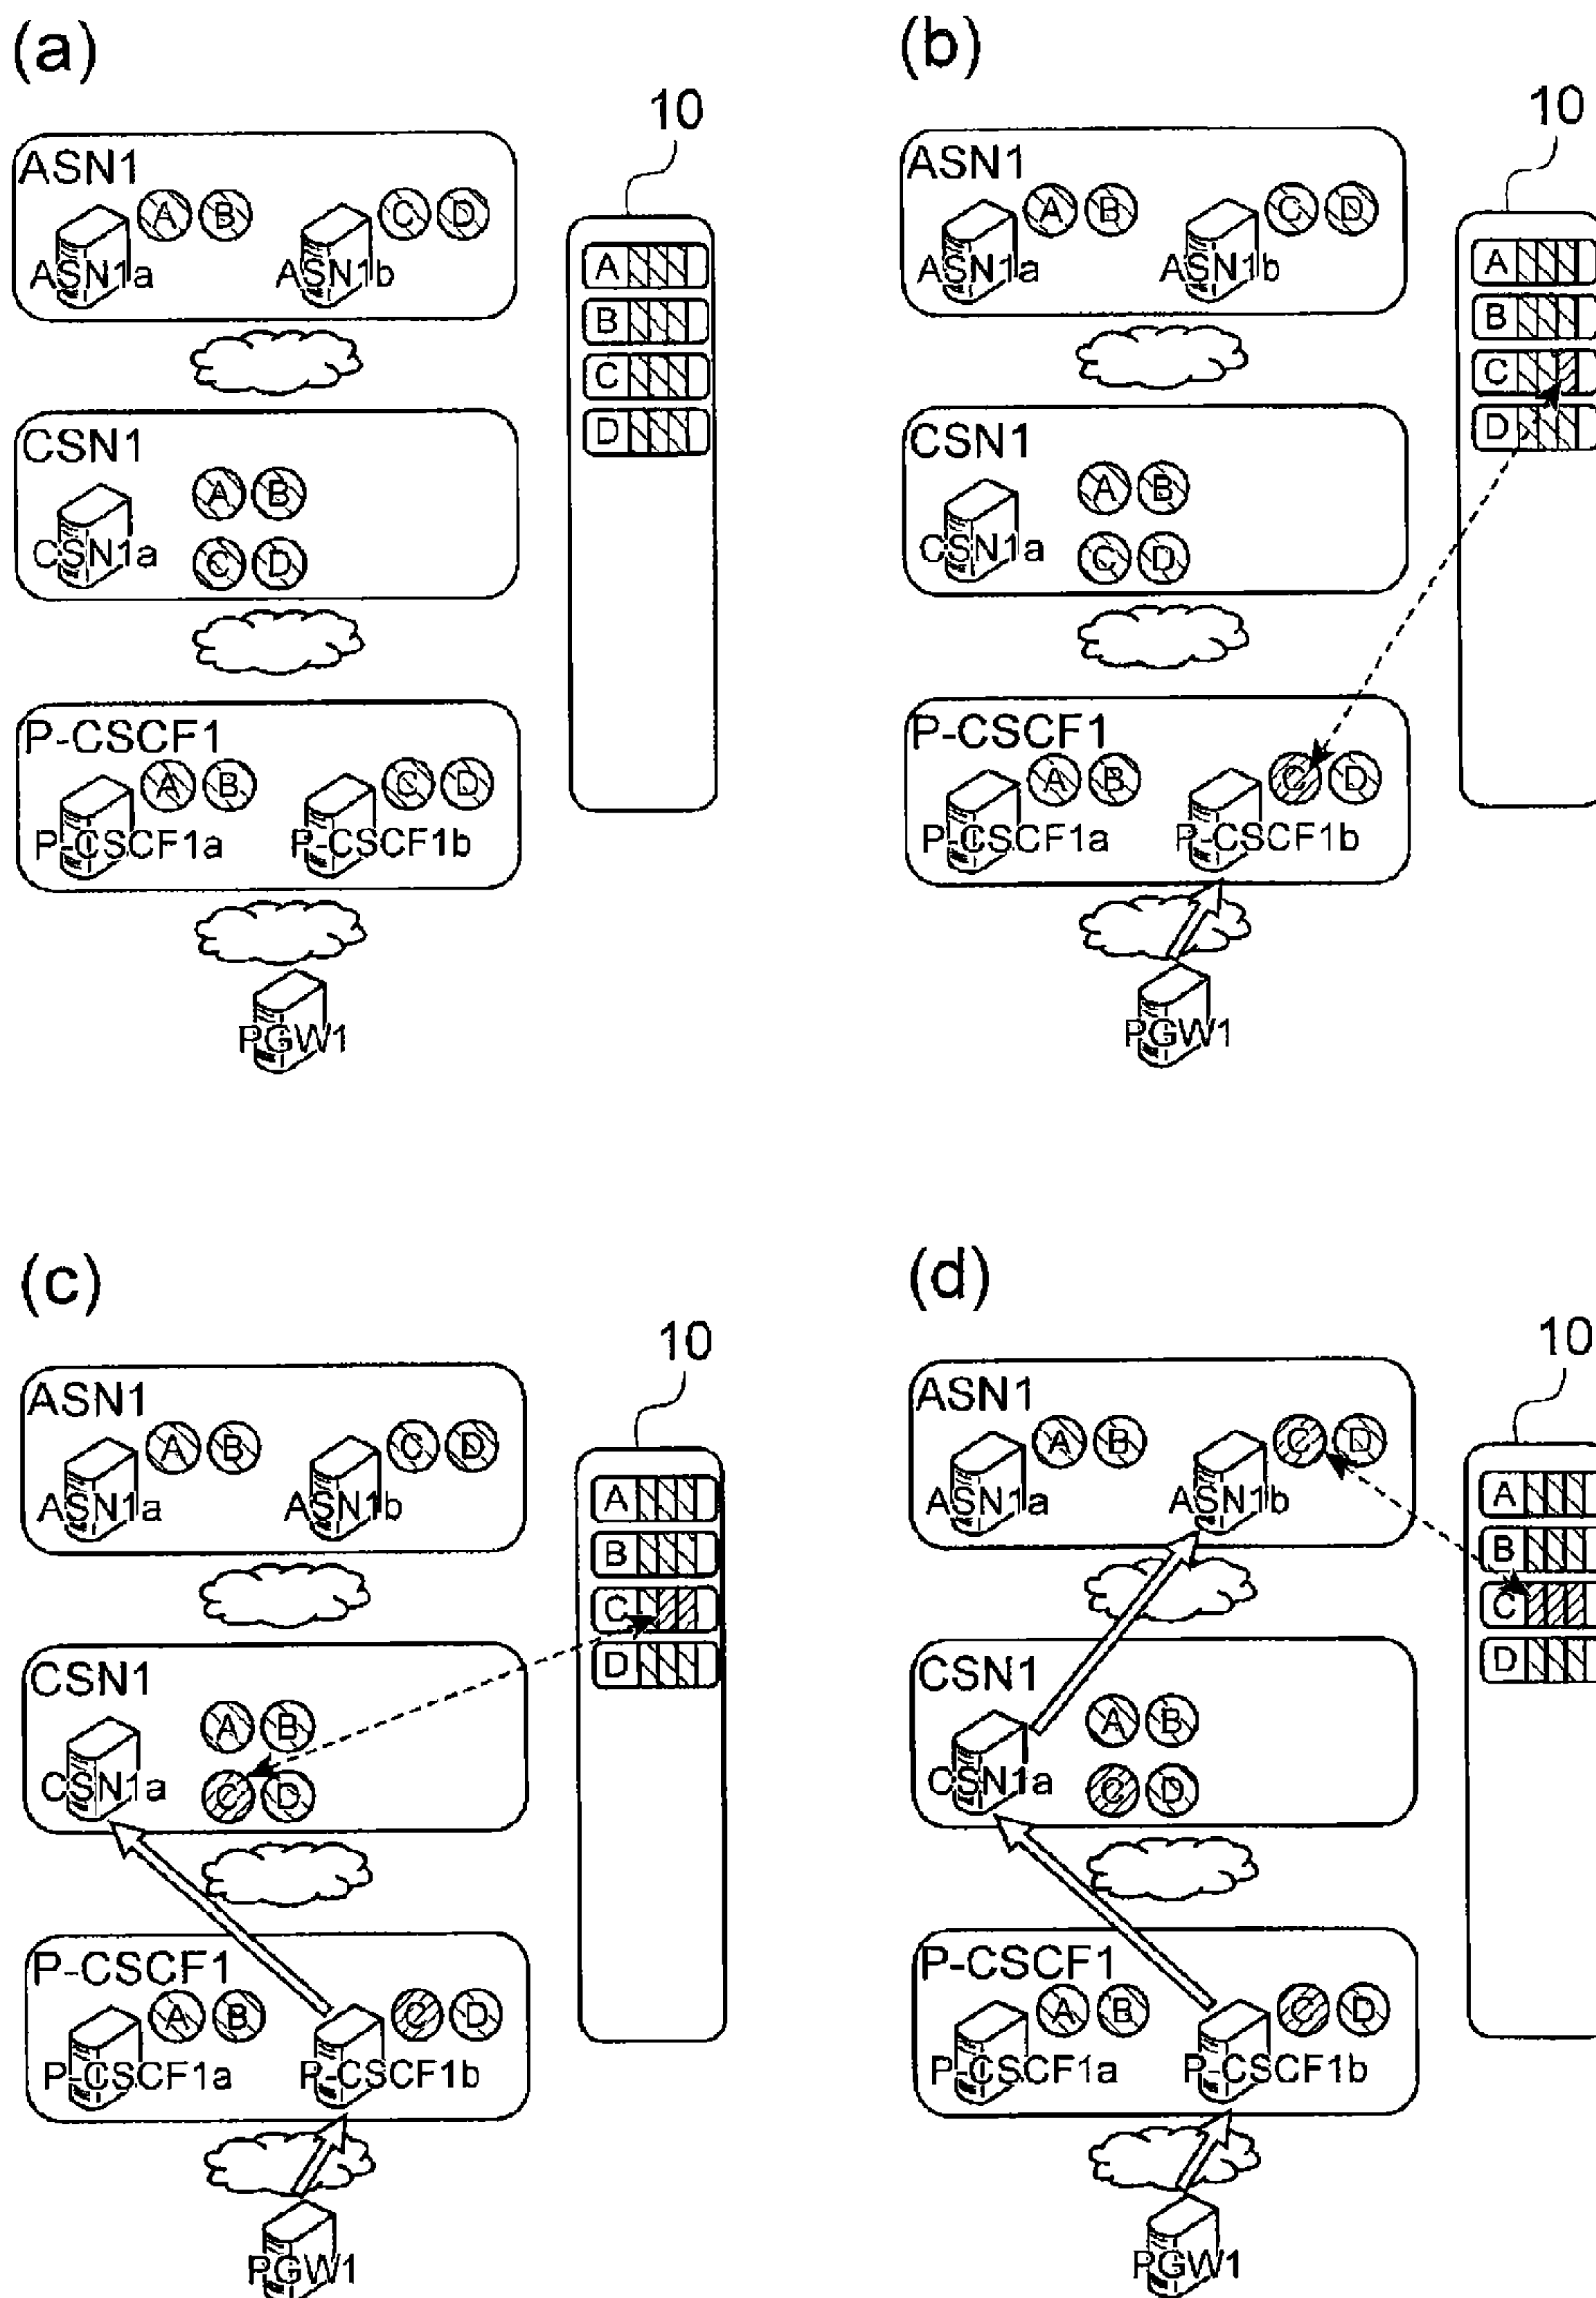 (a)
10
ASN1
A B C D
ASN1a ASN1b
A
B
C
D
CSN1
A B
CSN1a
C D
P-CSCF1
A B C D
P-CSCF1a P-CSCF1b
PGW1
(b)
10
ASN1
A B C D
ASN1a ASN1b
A
B
C
D
CSN1
A B
CSN1a
C D
P-CSCF1
A B C D
P-CSCF1a P-CSCF1b
PGW1
(c)
10
ASN1
A B C D
ASN1a ASN1b
A
B
C
D
CSN1
A B
CSN1a
C D
P-CSCF1
A B C D
P-CSCF1a P-CSCF1b
PGW1
(d)
10
ASN1
A B C D
ASN1a ASN1b
A
B
C
D
CSN1
A B
CSN1a
C D
P-CSCF1
A B C D
P-CSCF1a P-CSCF1b
PGW1